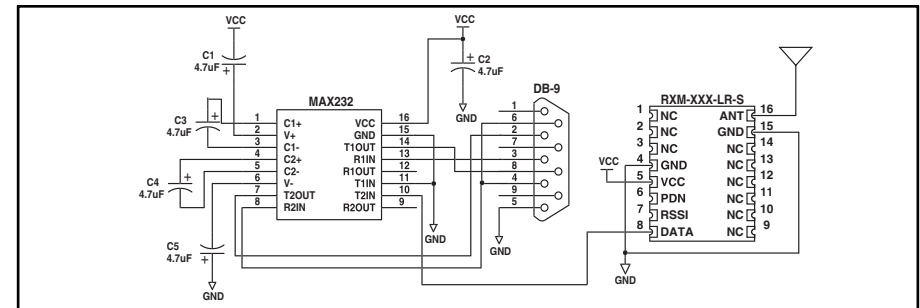 VCC
C1
4.7uF
+
VCC
+
C2
4.7uF
GND
C3
4.7uF
+
C4
4.7uF
+
C5
4.7uF
+
GND
MAX232
1 C1+ VCC 16
2 V+ GND 15
3 C1- T1OUT 14
4 C2+ R1IN 13
5 C2- R1OUT 12
6 V- T1IN 11
7 T2OUT T2IN 10
8 R2IN R2OUT 9
GND
DB-9
1
6
2
7
3
8
4
9
5
GND
RXM-XXX-LR-S
1 NC ANT 16
2 NC GND 15
3 NC NC 14
4 GND NC 13
VCC
5 VCC NC 12
6 PDN NC 11
7 RSSI NC 10
8 DATA NC 9
GND